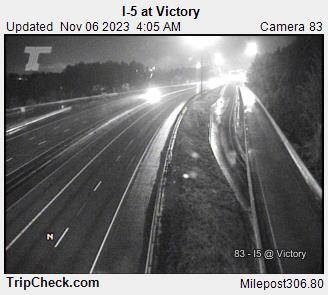 I-5 at Victory
Updated Nov 06 2023 4:05 AM Camera 83
T
N
83 - I5 @ Victory
TripCheck.com Milepost306.80